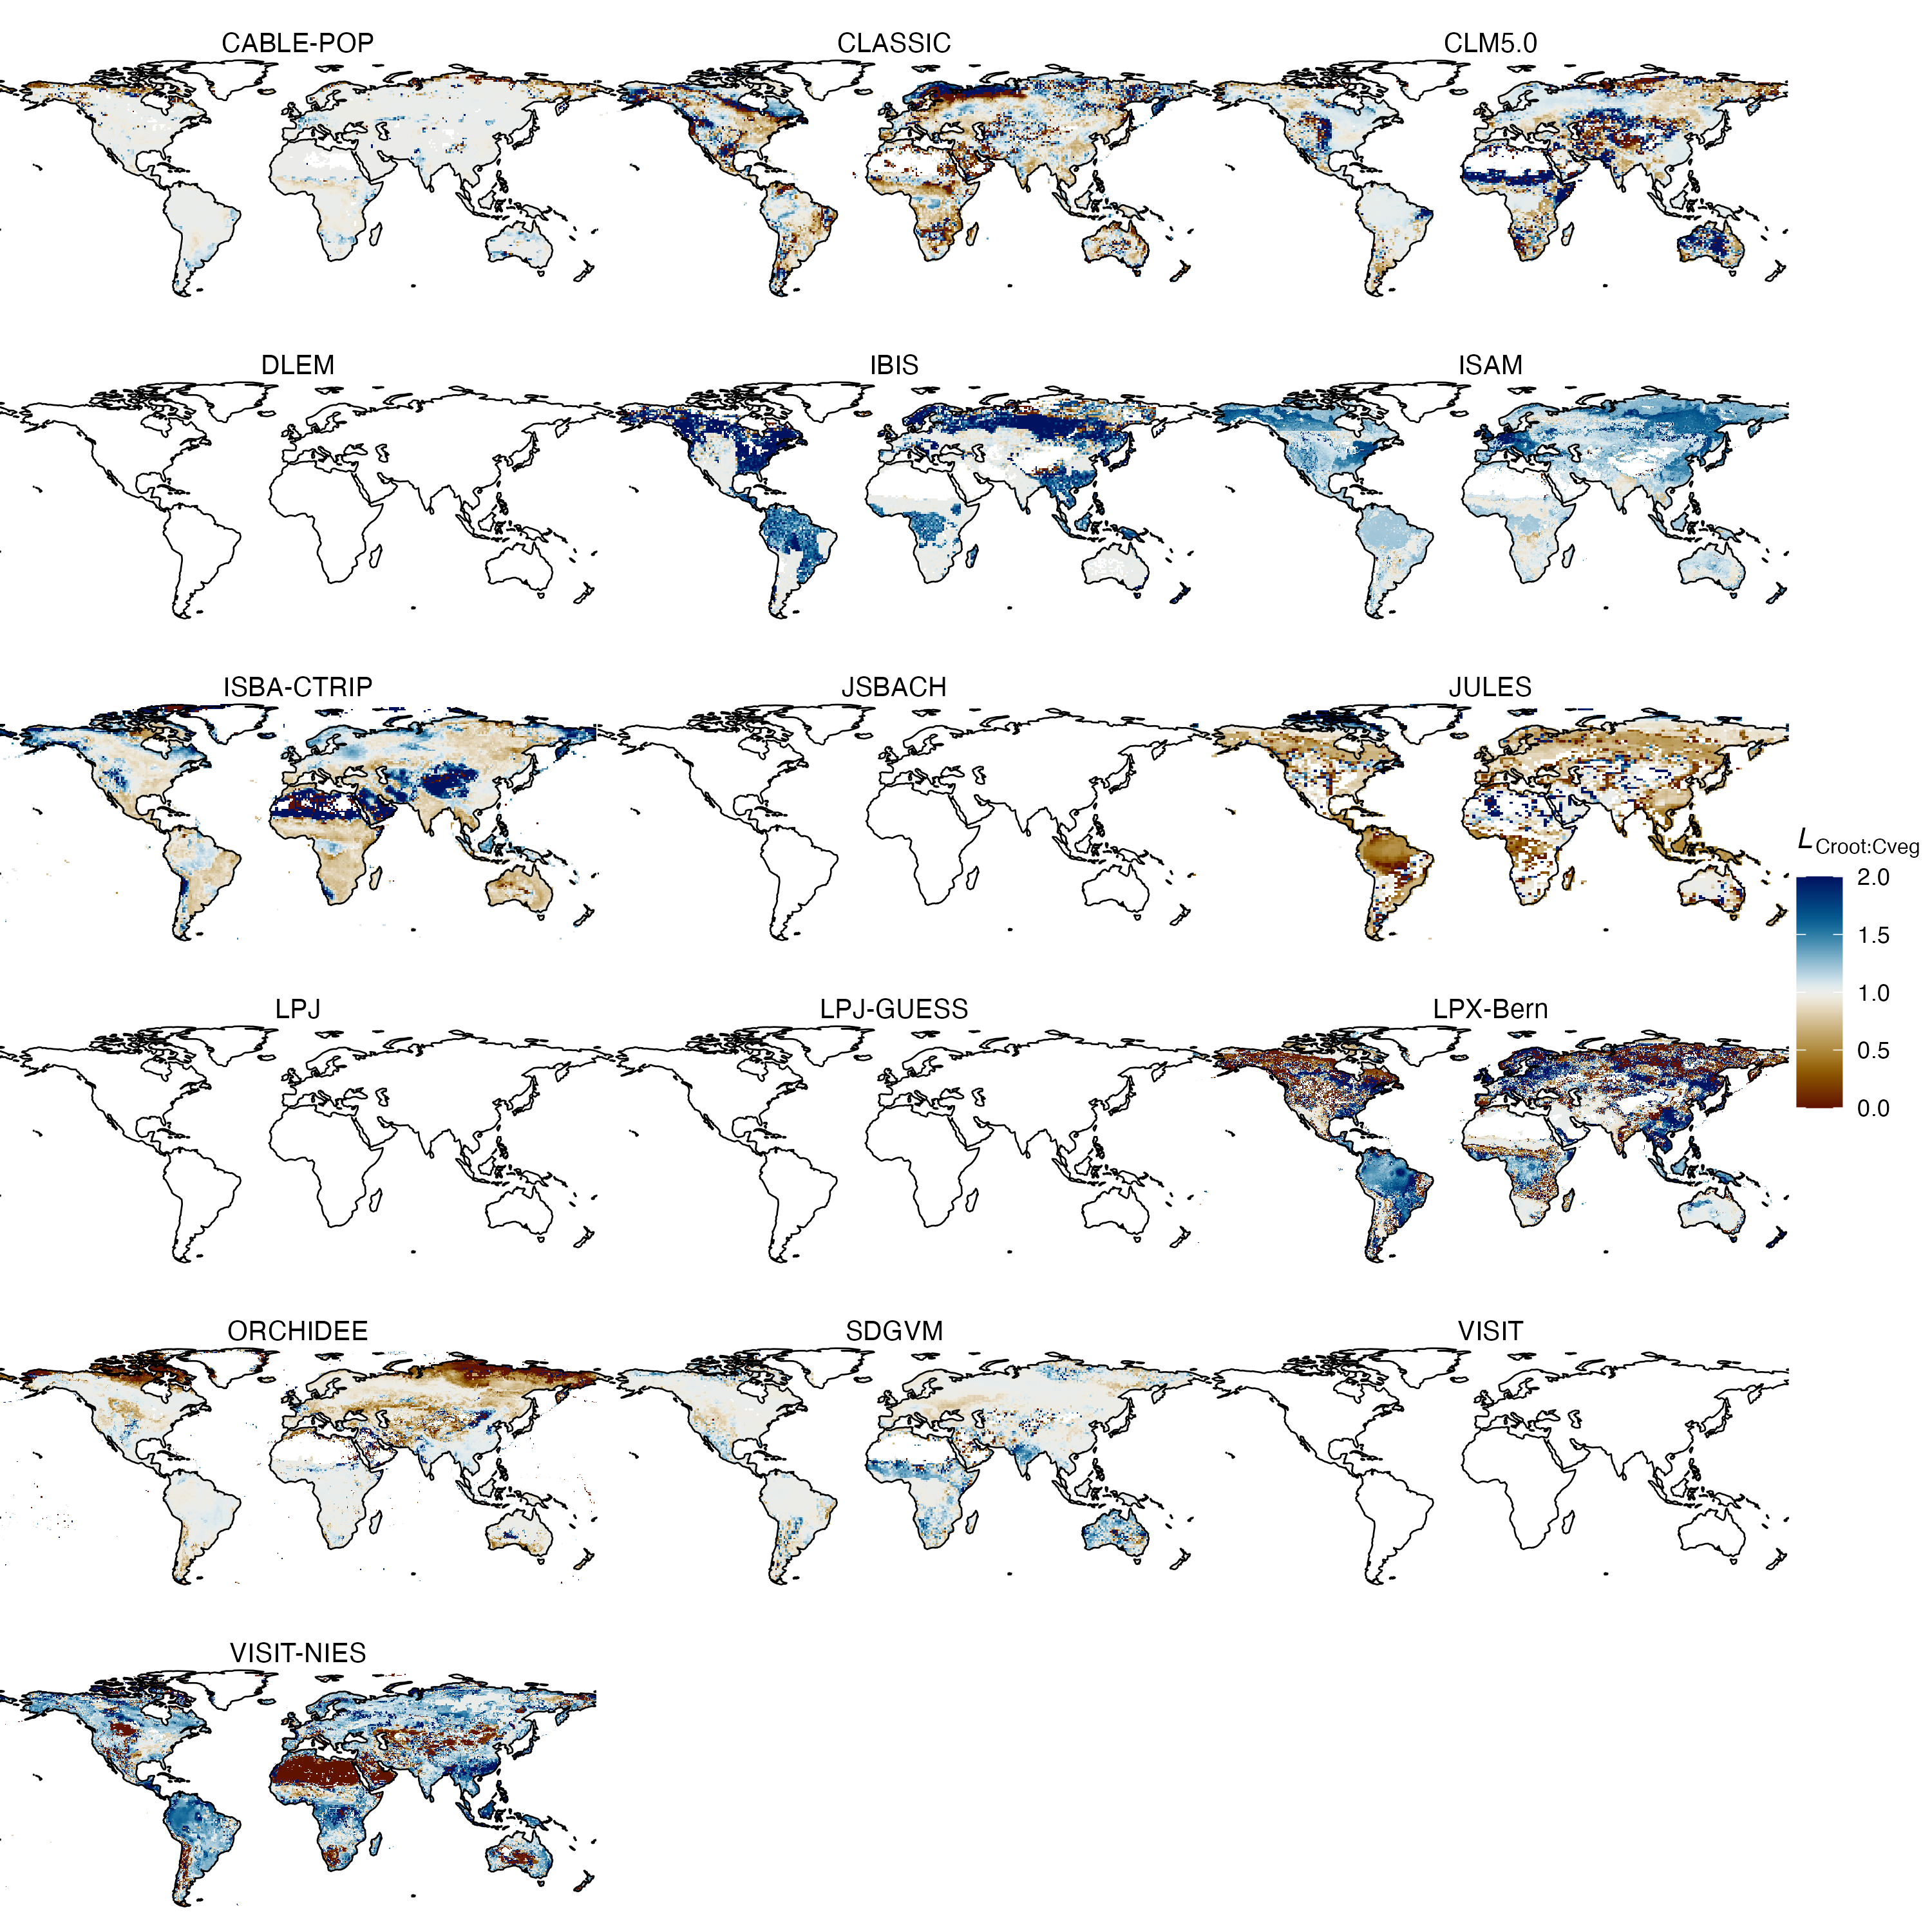 CABLE-POP
CLASSIC
CLM5.0
DLEM
IBIS
ISAM
ISBA-CTRIP
JSBACH
JULES
LPJ
LPJ-GUESS
LPX-Bern
ORCHIDEE
SDGVM
VISIT
VISIT-NIES
L Croot:Cveg
2.0
1.5
1.0
0.5
0.0